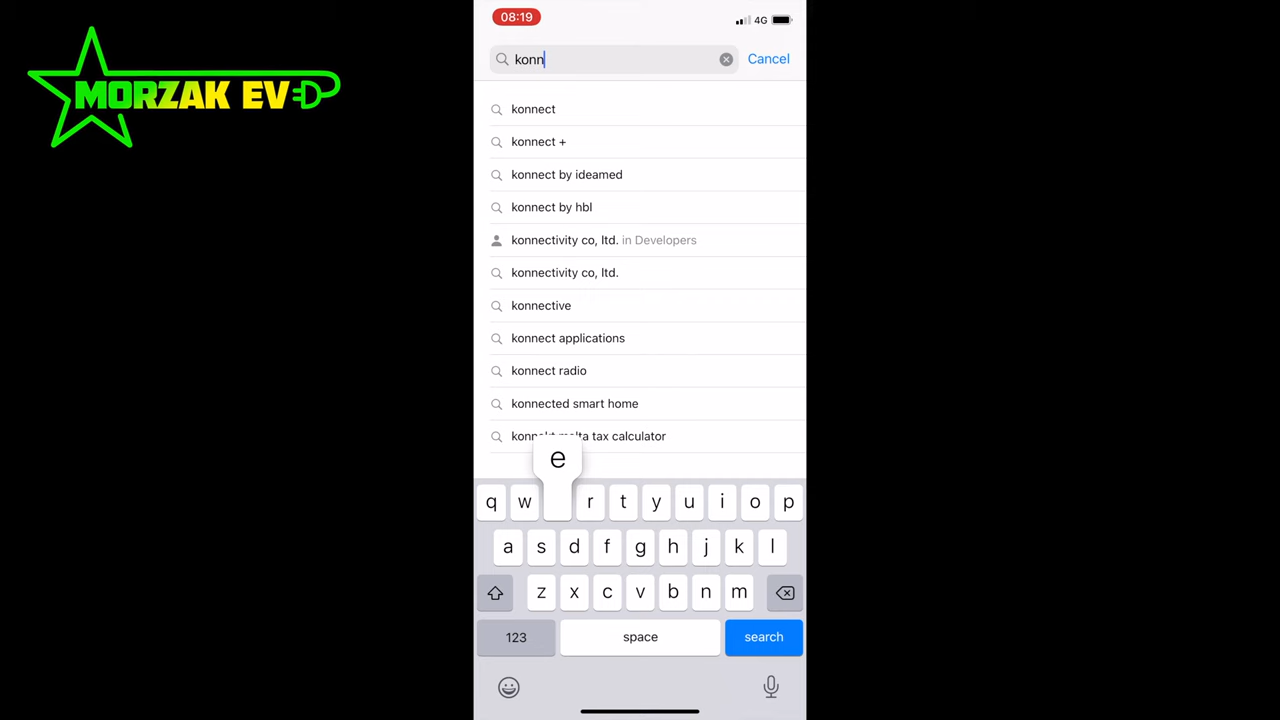 MORZAK EV
08:19
4G
konn
Cancel
konnect
konnect +
konnect by ideamed
konnect by hbl
konnectivity co, ltd. in Developers
konnectivity co, ltd.
konnective
konnect applications
konnect radio
konnected smart home
konnekt malta tax calculator
e
q w r t y u i o p
a s d f g h j k l
z x c v b n m
123 space search